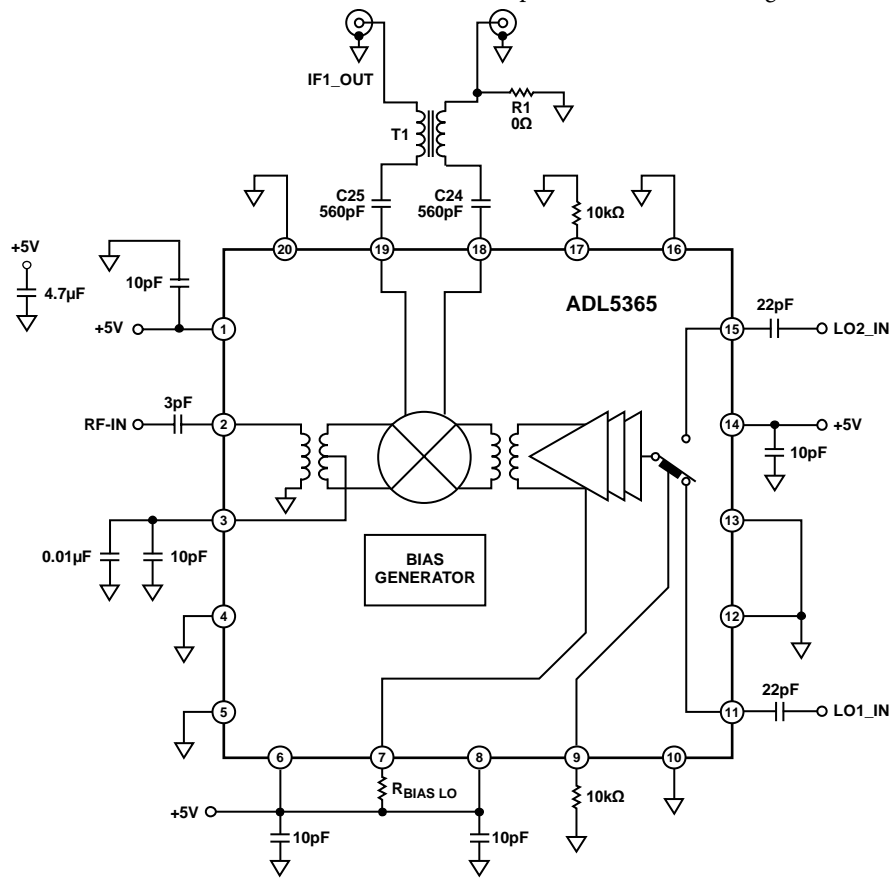 IF1_OUT
R1
0Ω
T1
C25
560pF
C24
560pF
+5V
4.7µF
10pF
+5V
20
19
18
17
10kΩ
16
ADL5365
22pF
LO2_IN
1
15
3pF
RF-IN
2
14
+5V
10pF
3
13
0.01µF
10pF
BIAS
GENERATOR
4
12
22pF
5
11
LO1_IN
6
7
8
9
10
RBIAS LO
10kΩ
+5V
10pF
10pF